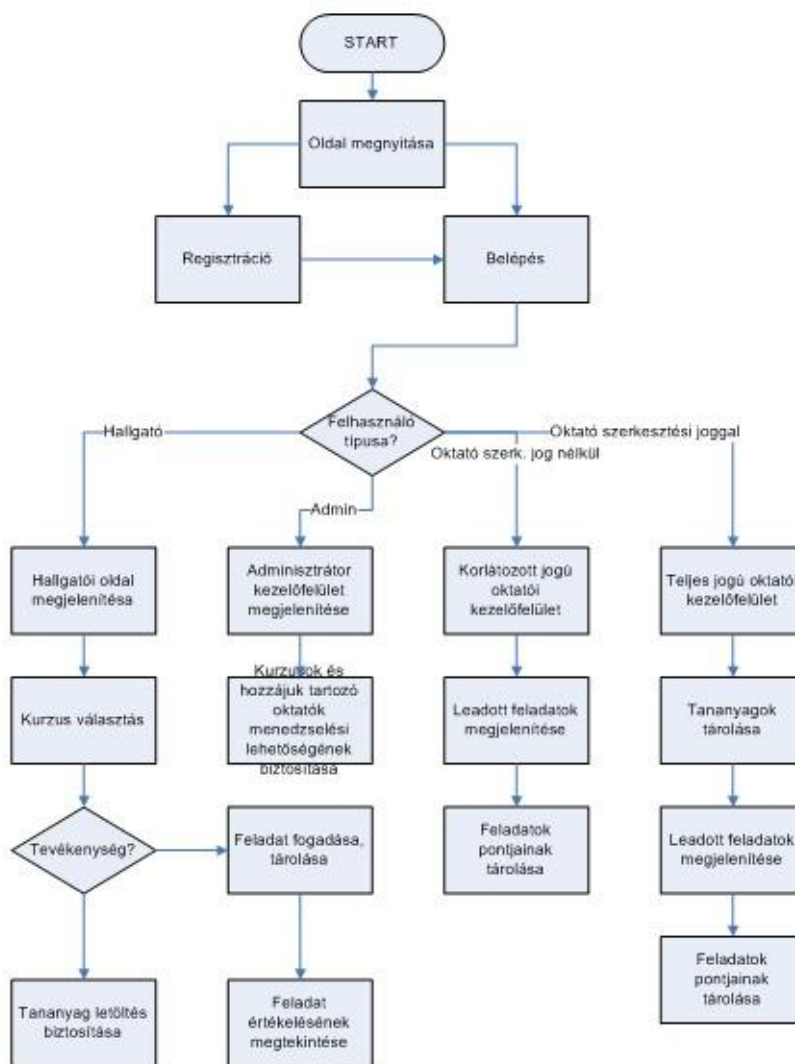 START
Oldal megnyitása
Regisztráció
Belépés
Felhasználó
típusa?
Hallgató
Oktató szerkesztési joggal
Oktató szerk. jog nélkül
Admin
Hallgatói oldal
megjelenítésa
Adminisztrátor
kezelőfelület
megjelenítése
Korlátozott jogú
oktatói
kezelőfelület
Teljes jogú oktatói
kezelőfelület
Kurzus választás
Kurzusok és
hozzájuk tartozó
oktatók
menedzselési
lehetőségének
biztosítása
Leadott feladatok
megjelenítése
Tananyagok
tárolása
Tevékenység?
Feladat fogadása,
tárolása
Feladatok
pontjainak
tárolása
Leadott feladatok
megjelenítése
Tananyag letöltés
biztosítása
Feladat
értékelésének
megtekintése
Feladatok
pontjainak
tárolása